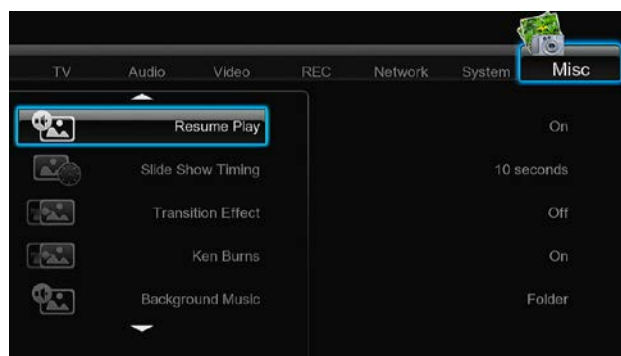 TV Audio Video REC Network System Misc
Resume Play On
Slide Show Timing 10 seconds
Transition Effect Off
Ken Burns On
Background Music Folder